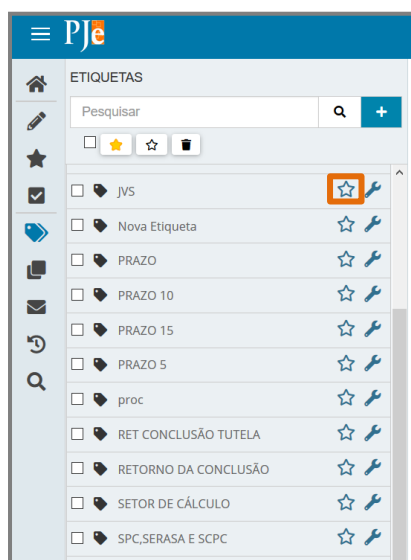 PJe
ETIQUETAS
Pesquisar
JVS
Nova Etiqueta
PRAZO
PRAZO 10
PRAZO 15
PRAZO 5
proc
RET CONCLUSÃO TUTELA
RETORNO DA CONCLUSÃO
SETOR DE CÁLCULO
SPC,SERASA E SCPC